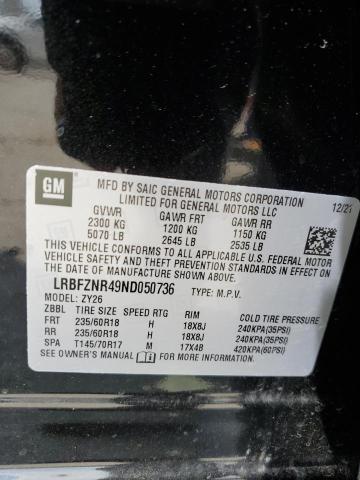 GM
MFD BY SAIC GENERAL MOTORS CORPORATION
LIMITED FOR GENERAL MOTORS LLC
12/21
GVWR GAWR FRT GAWR RR
2300 KG 1200 KG 1150 KG
5070 LB 2645 LB 2535 LB
THIS VEHICLE CONFORMS TO ALL APPLICABLE U.S. FEDERAL MOTOR
VEHICLE SAFETY, BUMPER, AND THEFT PREVENTION STANDARDS IN EFFECT ON THE DATE OF
MANUFACTURE SHOWN ABOVE.
LRBFZNR49ND050736 TYPE: M.P.V.
MODEL: ZY26
ZBBL TIRE SIZE SPEED RTG RIM COLD TIRE PRESSURE
FRT 235/60R18 H 18X8J 240KPA(35PSI)
RR 235/60R18 H 18X8J 240KPA(35PSI)
SPA T145/70R17 M 17X4B 420KPA(60PSI)
SEE OWNER'S MANUAL FOR ADDITIONAL INFORMATION.